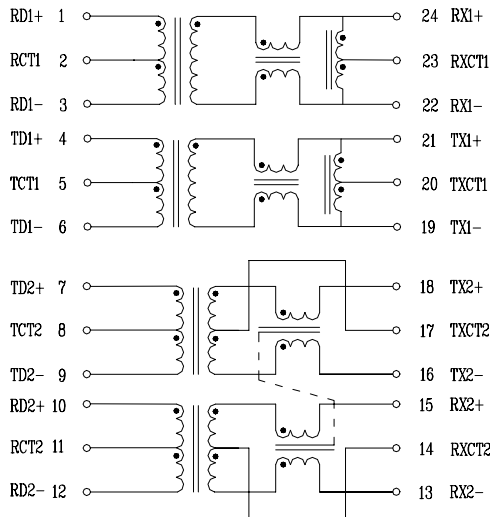 RD1+ 1 24 RX1+
RCT1 2 23 RXCT1
RD1- 3 22 RX1-
TD1+ 4 21 TX1+
TCT1 5 20 TXCT1
TD1- 6 19 TX1-
TD2+ 7 18 TX2+
TCT2 8 17 TXCT2
TD2- 9 16 TX2-
RD2+ 10 15 RX2+
RCT2 11 14 RXCT2
RD2- 12 13 RX2-